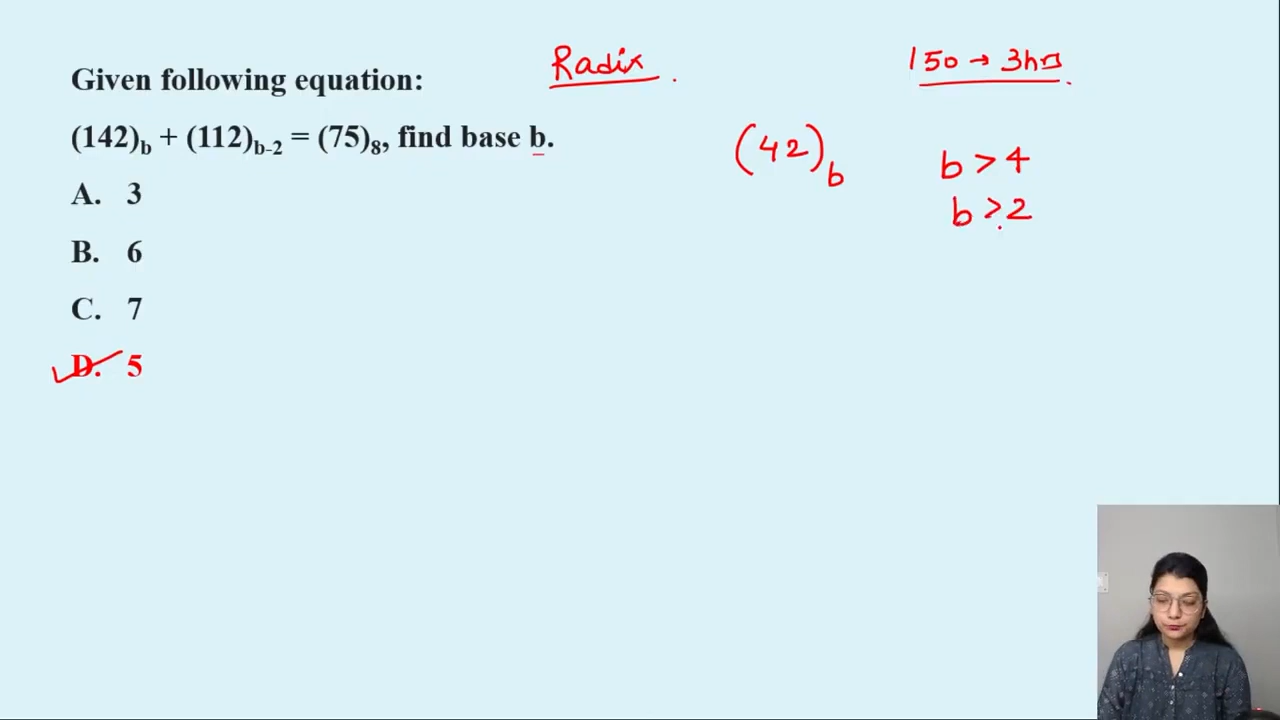 Radix
150 → 3hrs
Given following equation:
(142)b + (112)b-2 = (75)8, find base b.
(42)b
b > 4
b > 2
A. 3
B. 6
C. 7
D. 5